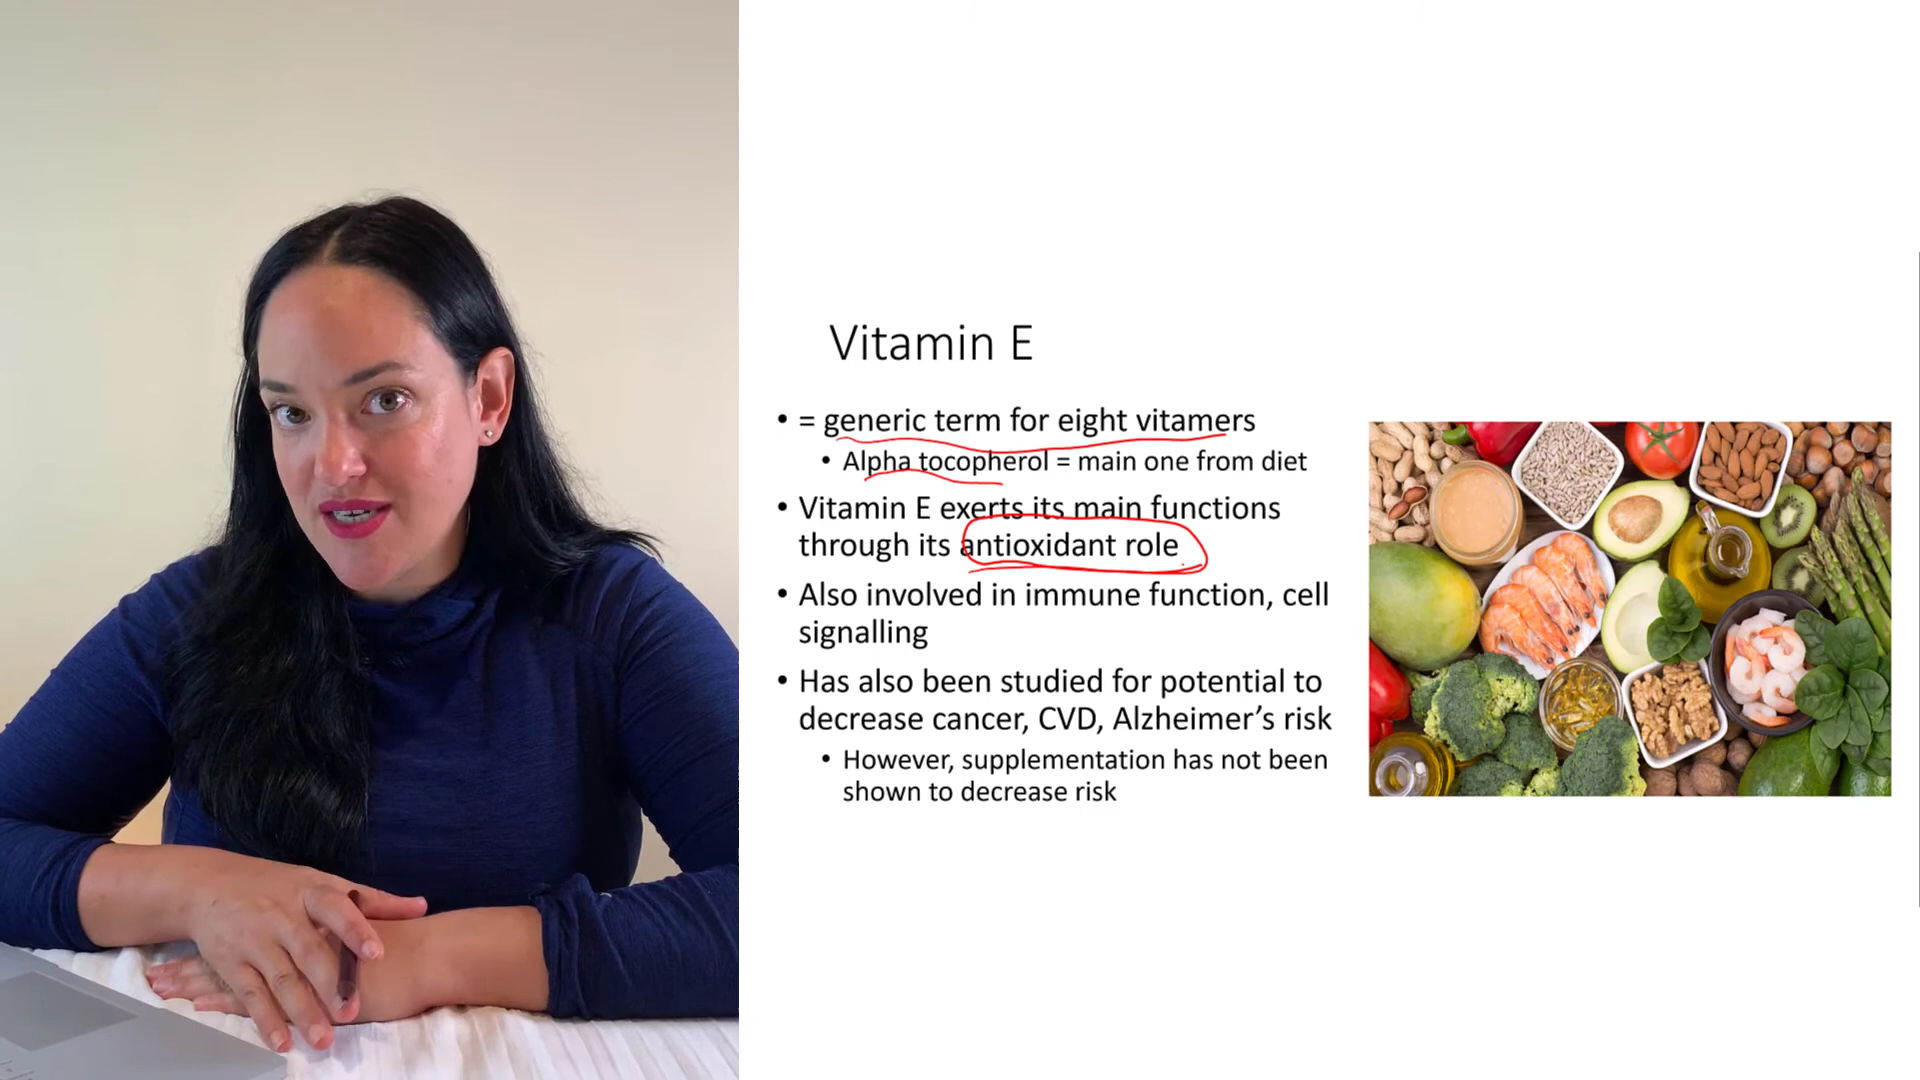 Vitamin E
• = generic term for eight vitamers
• Alpha tocopherol = main one from diet
• Vitamin E exerts its main functions
through its antioxidant role
• Also involved in immune function, cell
signalling
• Has also been studied for potential to
decrease cancer, CVD, Alzheimer’s risk
• However, supplementation has not been
shown to decrease risk